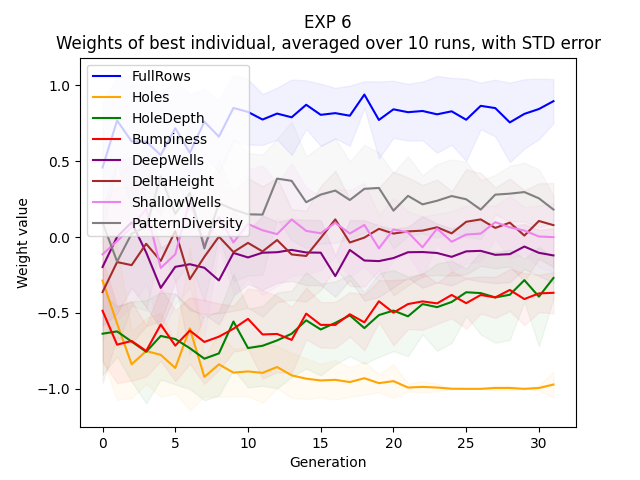 EXP 6
Weights of best individual, averaged over 10 runs, with STD error
1.0
0.5
0.0
−0.5
−1.0
Weight value
FullRows
Holes
HoleDepth
Bumpiness
DeepWells
DeltaHeight
ShallowWells
PatternDiversity
0 5 10 15 20 25 30
Generation